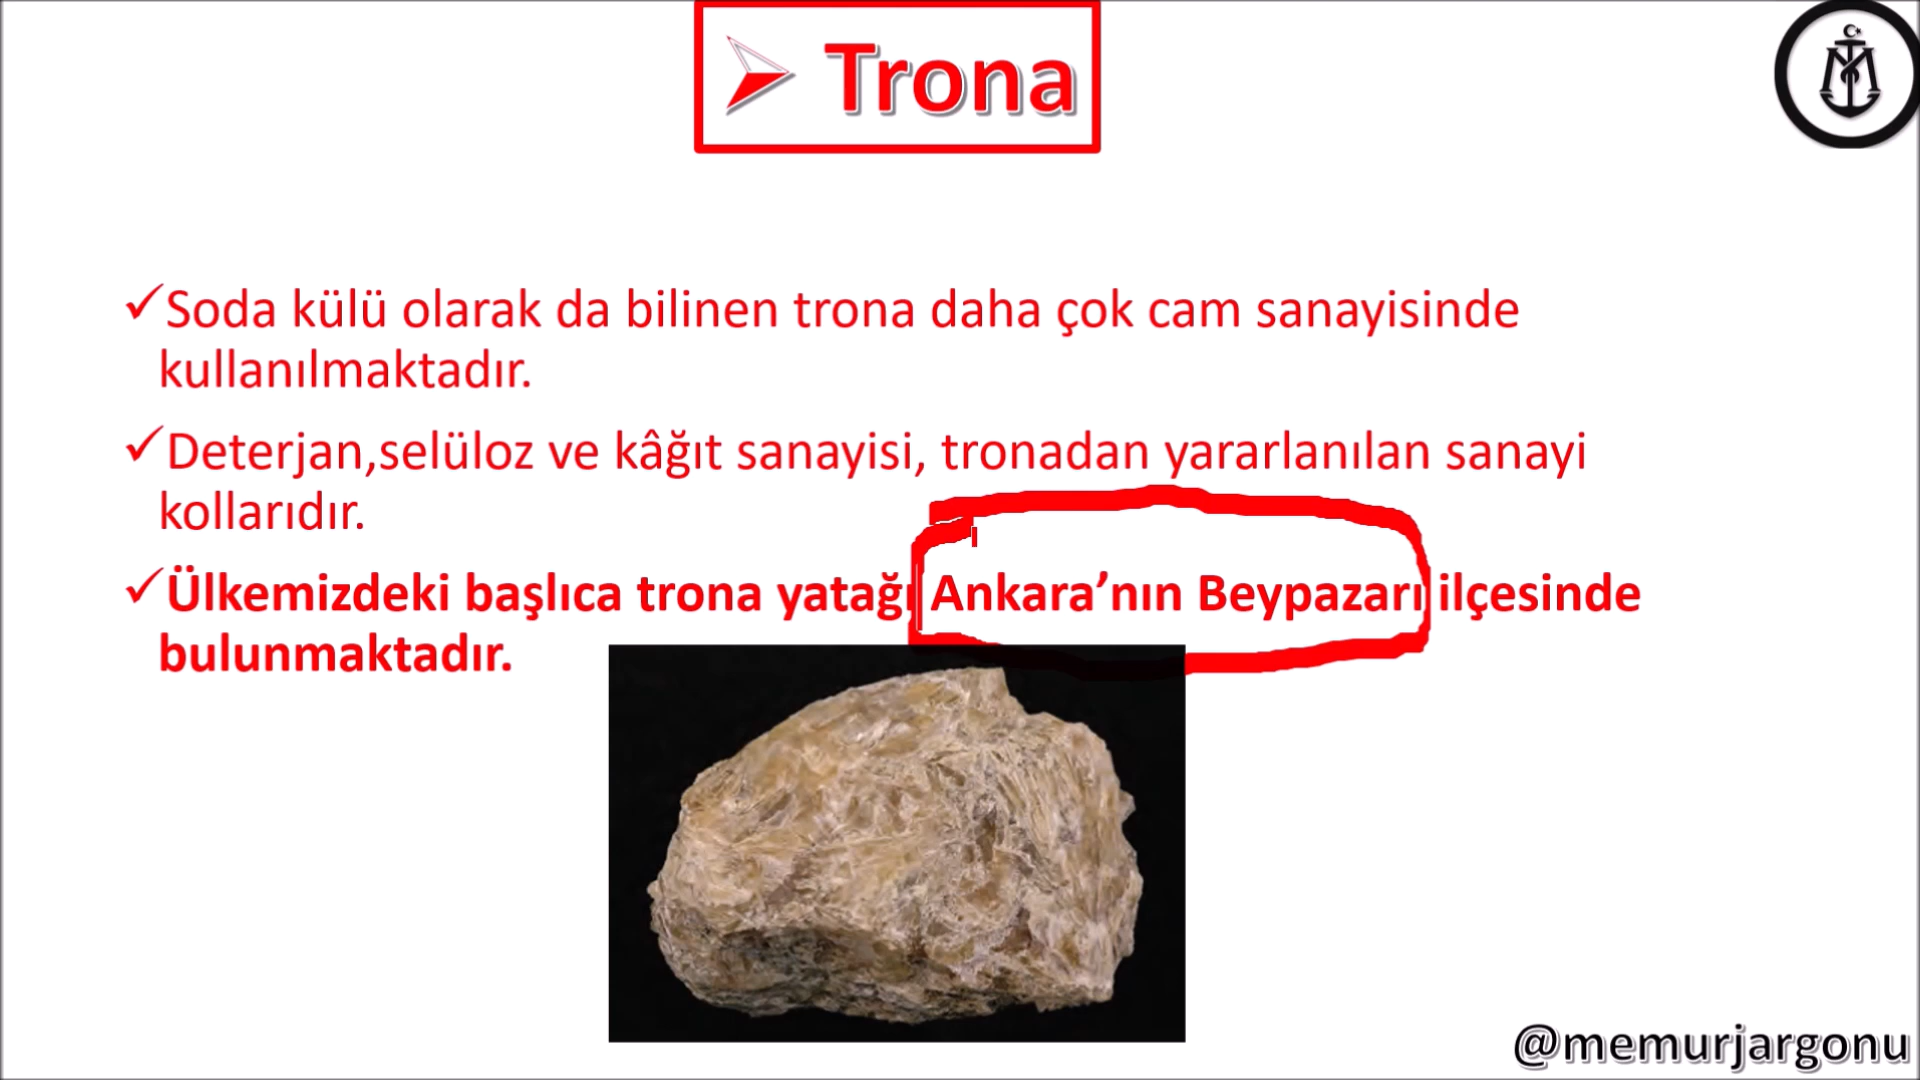 Trona
Soda külü olarak da bilinen trona daha çok cam sanayisinde
kullanılmaktadır.
Deterjan,selüloz ve kâğıt sanayisi, tronadan yararlanılan sanayi
kollarıdır.
Ülkemizdeki başlıca trona yatağı Ankara’nın Beypazarı ilçesinde
bulunmaktadır.
@memurjargonu